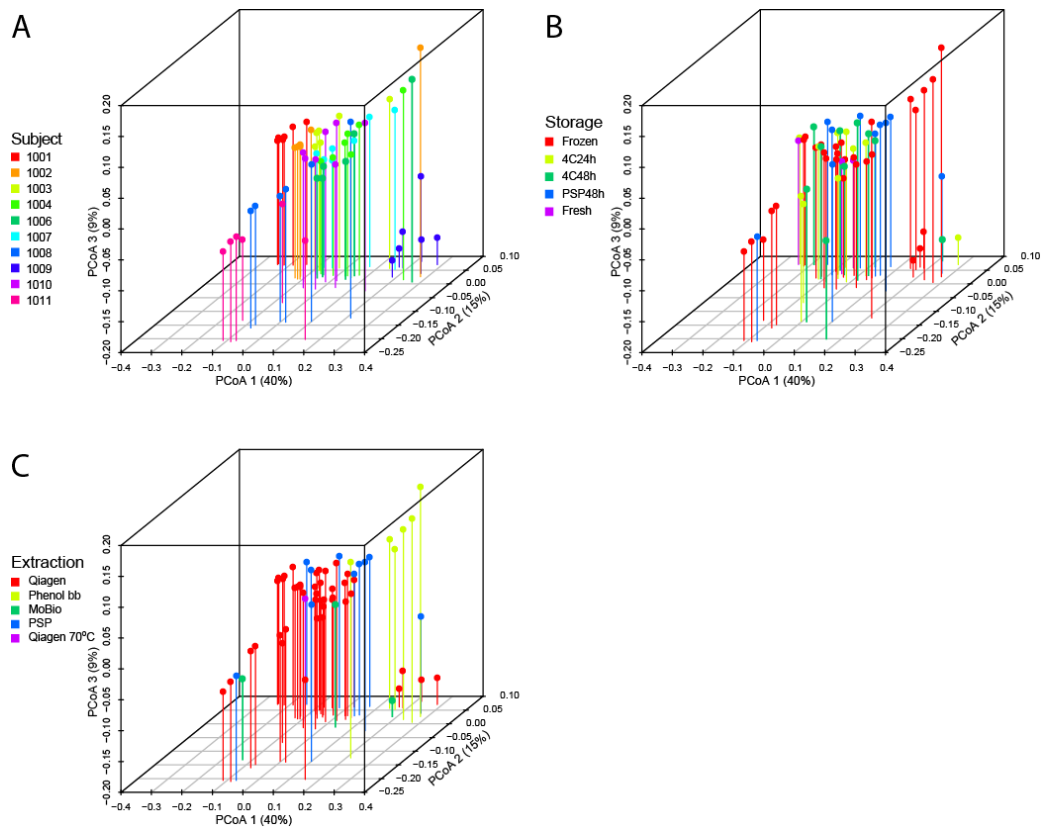 A
Subject
1001
1002
1003
1004
1006
1007
1008
1009
1010
1011
PCoA 3 (9%)
0.20
0.15
0.10
0.05
0.00
−0.05
−0.10
−0.15
−0.20
−0.4 −0.3 −0.2 −0.1 0.0 0.1 0.2 0.3 0.4
PCoA 1 (40%)
0.10
0.05
0.00
−0.05
−0.10
−0.15
−0.20
−0.25
PCoA 2 (15%)
B
Storage
Frozen
4C24h
4C48h
PSP48h
Fresh
PCoA 3 (9%)
0.20
0.15
0.10
0.05
0.00
−0.05
−0.10
−0.15
−0.20
−0.4 −0.3 −0.2 −0.1 0.0 0.1 0.2 0.3 0.4
PCoA 1 (40%)
0.10
0.05
0.00
−0.05
−0.10
−0.15
−0.20
−0.25
PCoA 2 (15%)
C
Extraction
Qiagen
Phenol bb
MoBio
PSP
Qiagen 70ºC
PCoA 3 (9%)
0.20
0.15
0.10
0.05
0.00
−0.05
−0.10
−0.15
−0.20
−0.4 −0.3 −0.2 −0.1 0.0 0.1 0.2 0.3 0.4
PCoA 1 (40%)
0.10
0.05
0.00
−0.05
−0.10
−0.15
−0.20
−0.25
PCoA 2 (15%)